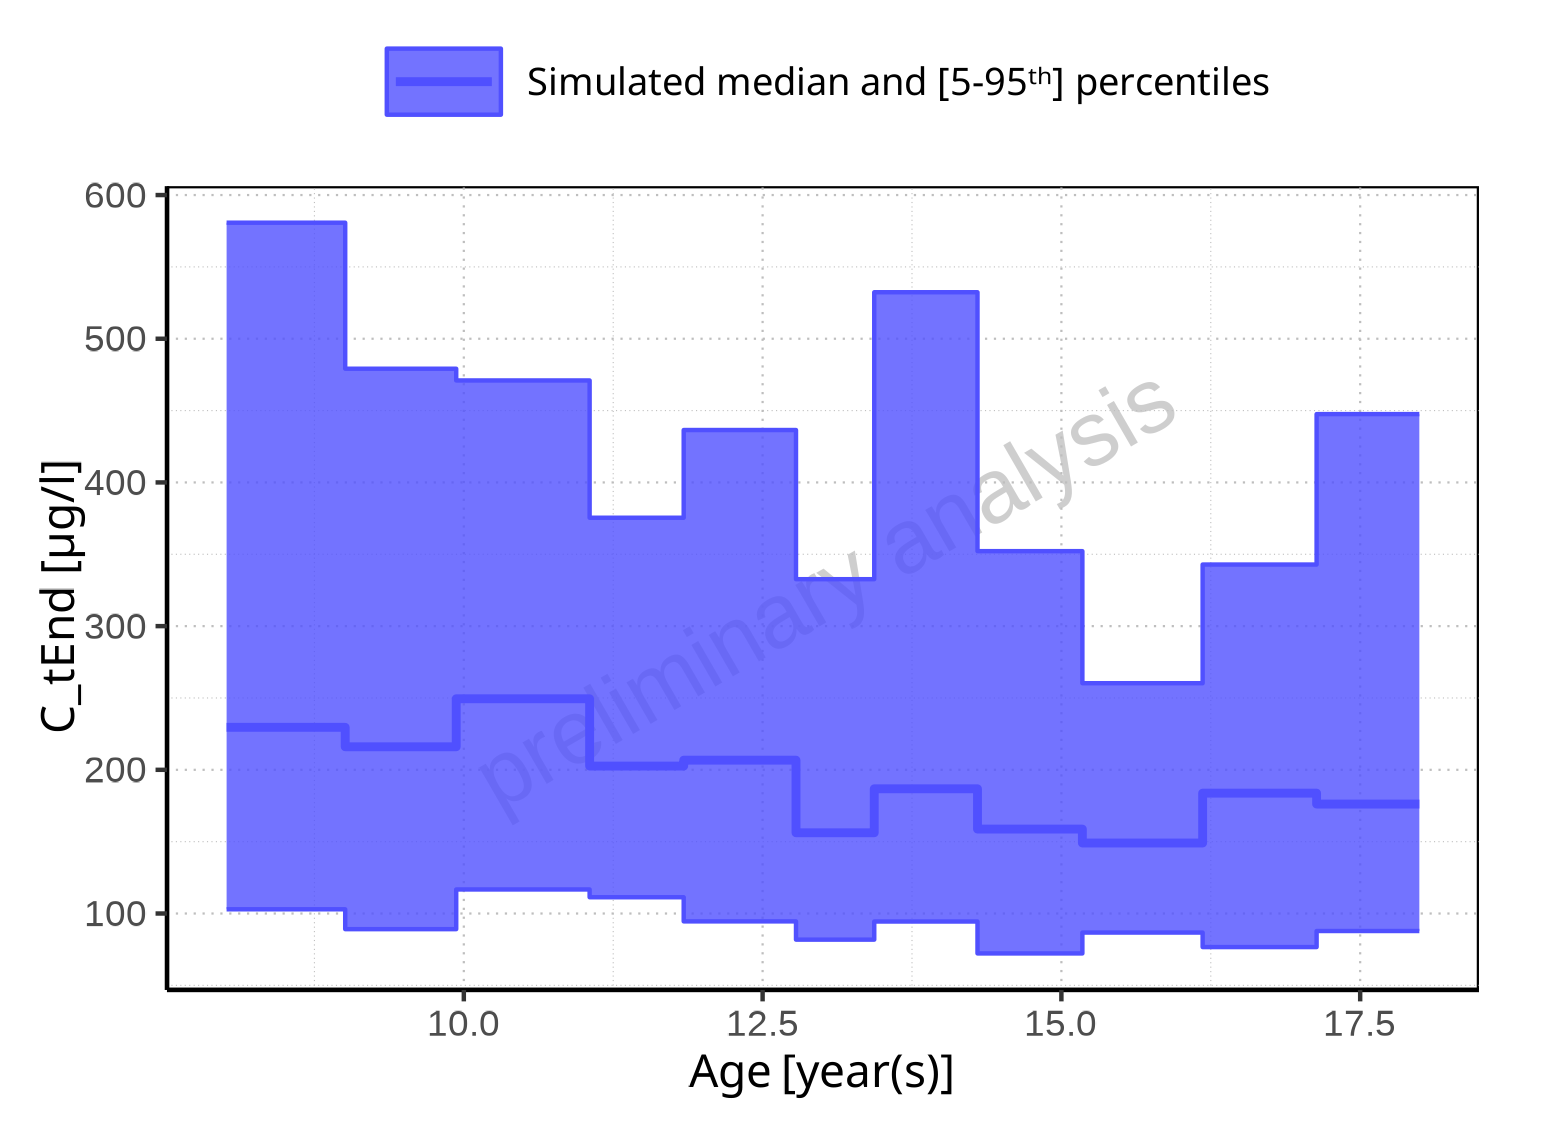 Simulated median and [5-95ᵗʰ] percentiles
600
500
400
300
200
100
C_tEnd [µg/l]
preliminary analysis
10.0 12.5 15.0 17.5
Age [year(s)]